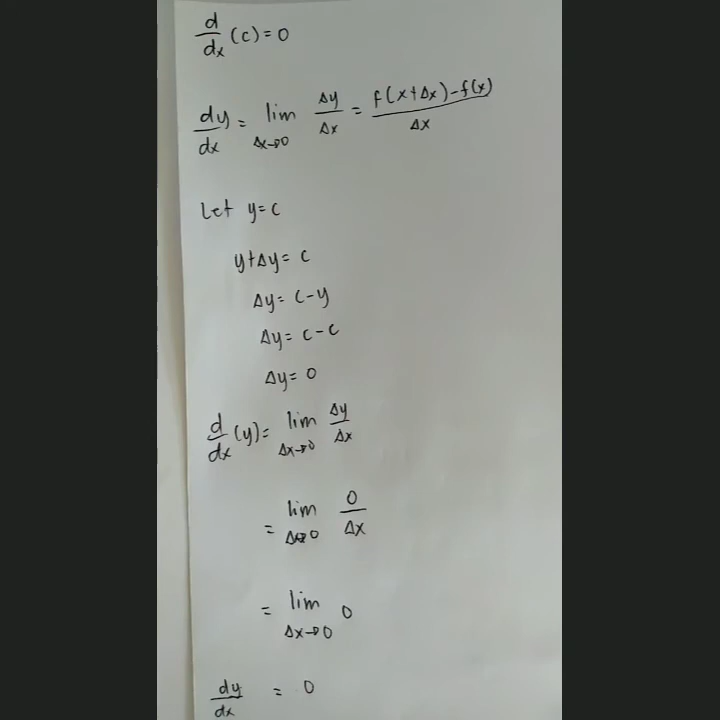 d/dx (c) = 0
dy/dx = lim Δx→0 Δy/Δx = f(x+Δx)-f(x)/Δx
Let y=c
y+Δy= c
Δy= c-y
Δy= c-c
Δy= 0
d/dx (y)= lim Δx→0 Δy/Δx
= lim Δx→0 0/Δx
= lim Δx→0 0
dy/dx = 0